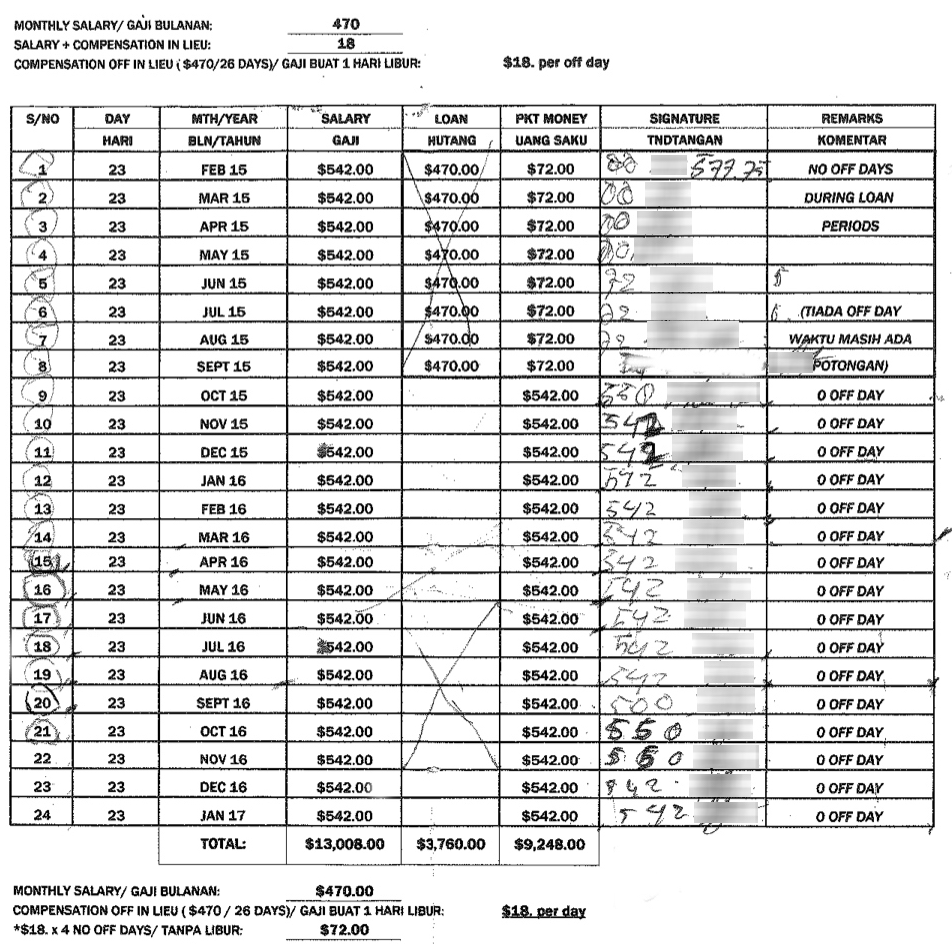 MONTHLY SALARY/ GAJI BULANAN: 470
SALARY + COMPENSATION IN LIEU: 18
COMPENSATION OFF IN LIEU ( $470/26 DAYS)/ GAJI BUAT 1 HARI LIBUR: $18. per off day
S/NO DAY MTH/YEAR SALARY LOAN PKT MONEY SIGNATURE REMARKS
HARI BLN/TAHUN GAJI HUTANG UANG SAKU TNDTANGAN KOMENTAR
1 23 FEB 15 $542.00 $470.00 $72.00 577.75 NO OFF DAYS
2 23 MAR 15 $542.00 $470.00 $72.00 DURING LOAN
3 23 APR 15 $542.00 $470.00 $72.00 PERIODS
4 23 MAY 15 $542.00 $470.00 $72.00
5 23 JUN 15 $542.00 $470.00 $72.00
6 23 JUL 15 $542.00 $470.00 $72.00 (TIADA OFF DAY
7 23 AUG 15 $542.00 $470.00 $72.00 WAKTU MASIH ADA
8 23 SEPT 15 $542.00 $470.00 $72.00 POTONGAN)
9 23 OCT 15 $542.00 $542.00 550 0 OFF DAY
10 23 NOV 15 $542.00 $542.00 542 0 OFF DAY
11 23 DEC 15 $542.00 $542.00 542 0 OFF DAY
12 23 JAN 16 $542.00 $542.00 542 0 OFF DAY
13 23 FEB 16 $542.00 $542.00 542 0 OFF DAY
14 23 MAR 16 $542.00 $542.00 542 0 OFF DAY
15 23 APR 16 $542.00 $542.00 542 0 OFF DAY
16 23 MAY 16 $542.00 $542.00 542 0 OFF DAY
17 23 JUN 16 $542.00 $542.00 542 0 OFF DAY
18 23 JUL 16 $542.00 $542.00 542 0 OFF DAY
19 23 AUG 16 $542.00 $542.00 542 0 OFF DAY
20 23 SEPT 16 $542.00 $542.00 500 0 OFF DAY
21 23 OCT 16 $542.00 $542.00 550 0 OFF DAY
22 23 NOV 16 $542.00 $542.00 550 0 OFF DAY
23 23 DEC 16 $542.00 $542.00 542 0 OFF DAY
24 23 JAN 17 $542.00 $542.00 542 0 OFF DAY
TOTAL: $13,008.00 $3,760.00 $9,248.00
MONTHLY SALARY/ GAJI BULANAN: $470.00
COMPENSATION OFF IN LIEU ( $470 / 26 DAYS)/ GAJI BUAT 1 HARI LIBUR: $18. per day
*$18. x 4 NO OFF DAYS/ TANPA LIBUR: $72.00